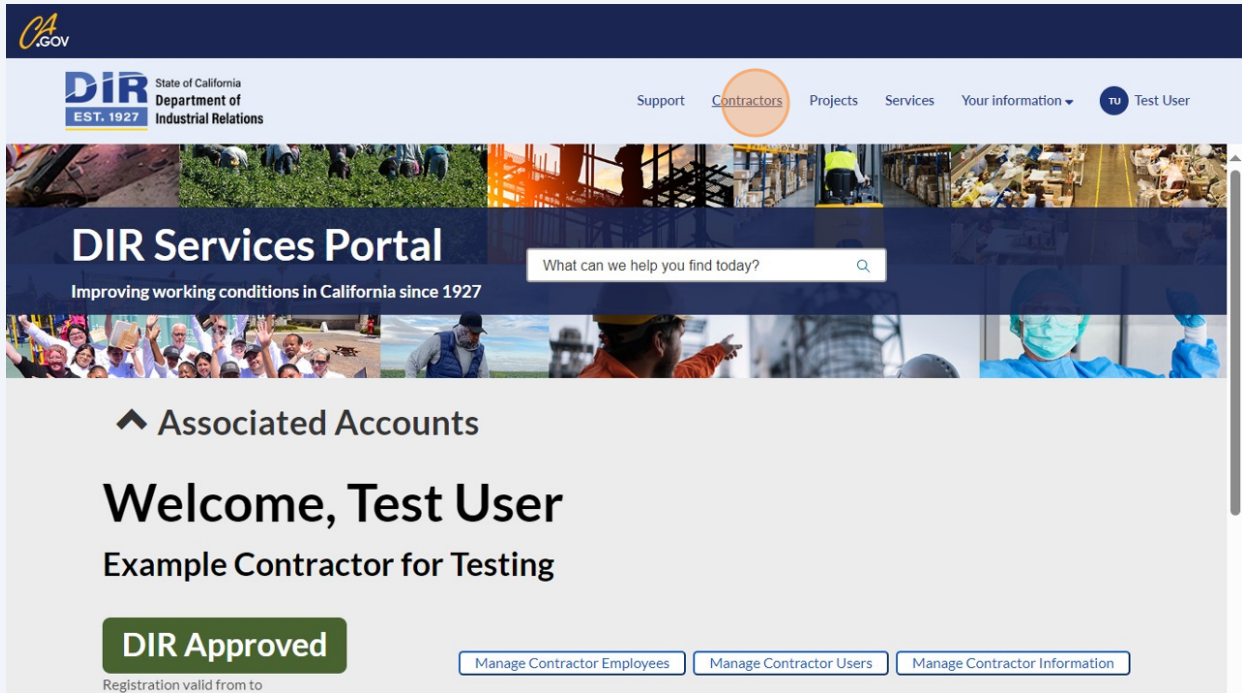 CA
.GOV
DIR
EST. 1927
State of California
Department of
Industrial Relations
Support Contractors Projects Services Your information TU Test User
DIR Services Portal
Improving working conditions in California since 1927
What can we help you find today?
Associated Accounts
Welcome, Test User
Example Contractor for Testing
DIR Approved
Registration valid from to
Manage Contractor Employees Manage Contractor Users Manage Contractor Information